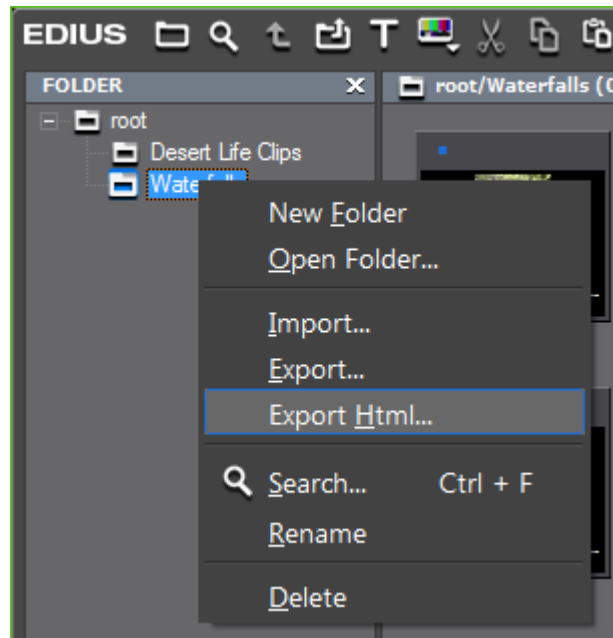 EDIUS T
FOLDER
root/Waterfalls (
root
Desert Life Clips
New Folder
Open Folder...
Import...
Export...
Export Html...
Search... Ctrl + F
Rename
Delete